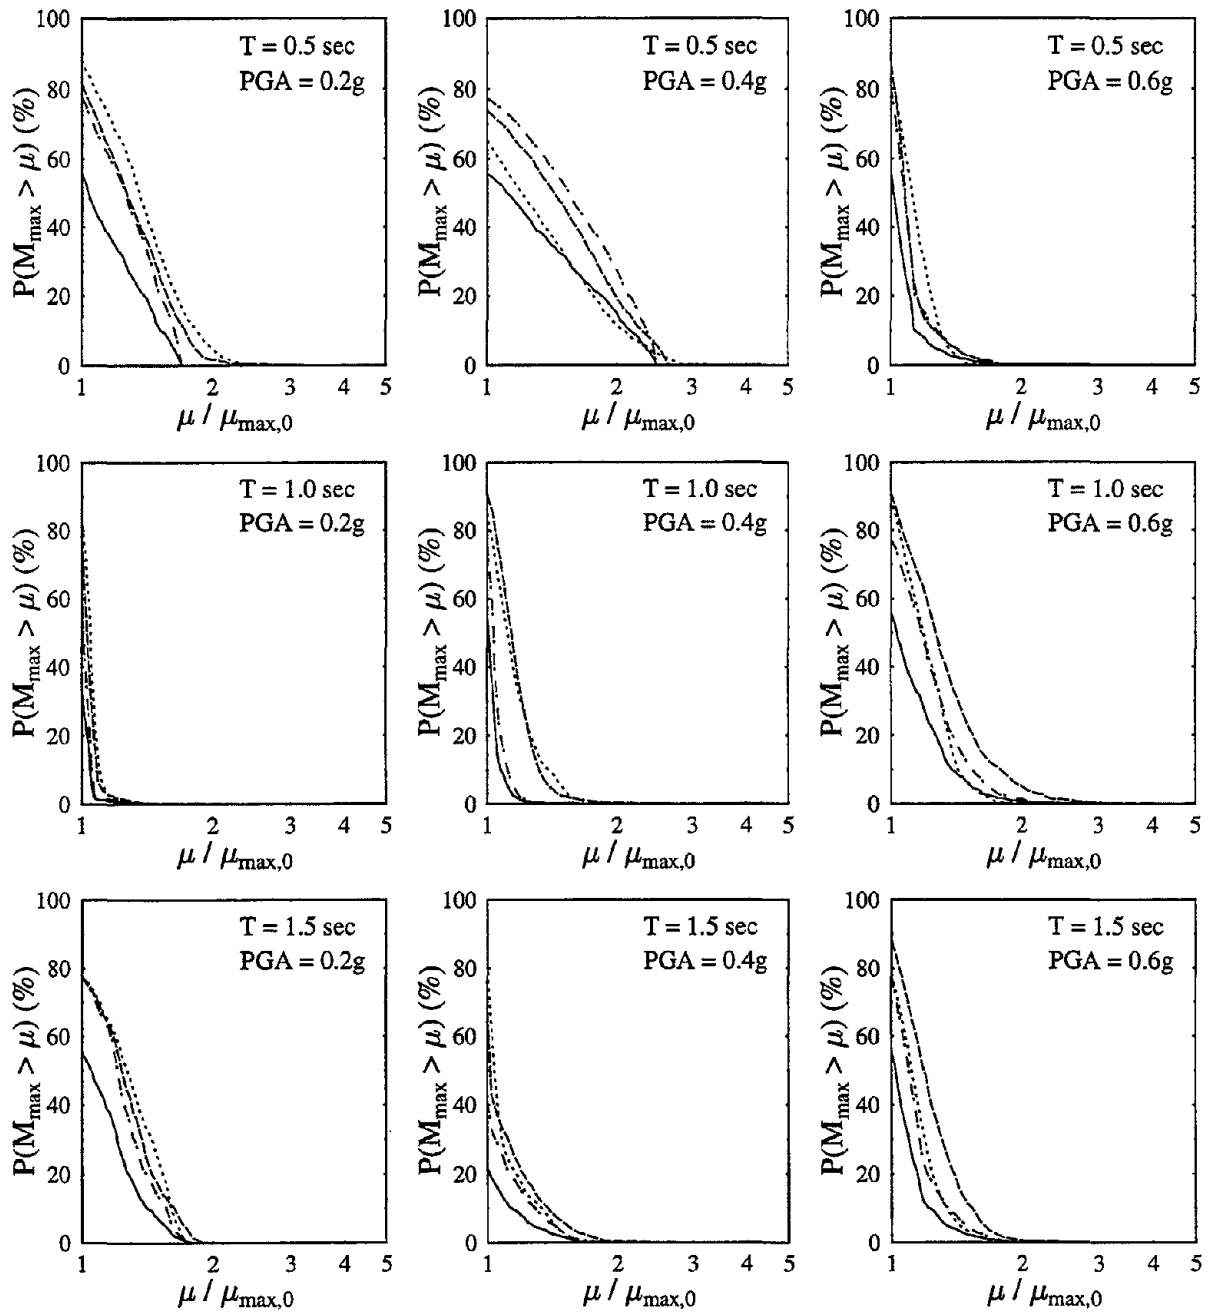 100
80
60
40
20
0
P(M_max > μ) (%)
T = 0.5 sec
PGA = 0.2g
1 2 3 4 5
μ / μ_max,0
100
80
60
40
20
0
P(M_max > μ) (%)
T = 0.5 sec
PGA = 0.4g
1 2 3 4 5
μ / μ_max,0
100
80
60
40
20
0
P(M_max > μ) (%)
T = 0.5 sec
PGA = 0.6g
1 2 3 4 5
μ / μ_max,0
100
80
60
40
20
0
P(M_max > μ) (%)
T = 1.0 sec
PGA = 0.2g
1 2 3 4 5
μ / μ_max,0
100
80
60
40
20
0
P(M_max > μ) (%)
T = 1.0 sec
PGA = 0.4g
1 2 3 4 5
μ / μ_max,0
100
80
60
40
20
0
P(M_max > μ) (%)
T = 1.0 sec
PGA = 0.6g
1 2 3 4 5
μ / μ_max,0
100
80
60
40
20
0
P(M_max > μ) (%)
T = 1.5 sec
PGA = 0.2g
1 2 3 4 5
μ / μ_max,0
100
80
60
40
20
0
P(M_max > μ) (%)
T = 1.5 sec
PGA = 0.4g
1 2 3 4 5
μ / μ_max,0
100
80
60
40
20
0
P(M_max > μ) (%)
T = 1.5 sec
PGA = 0.6g
1 2 3 4 5
μ / μ_max,0